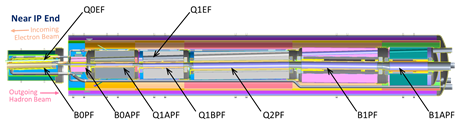 Near IP End
Q0EF
Q1EF
Incoming
Electron Beam
Outgoing
Hadron Beam
B0PF
B0APF
Q1APF
Q1BPF
Q2PF
B1PF
B1APF